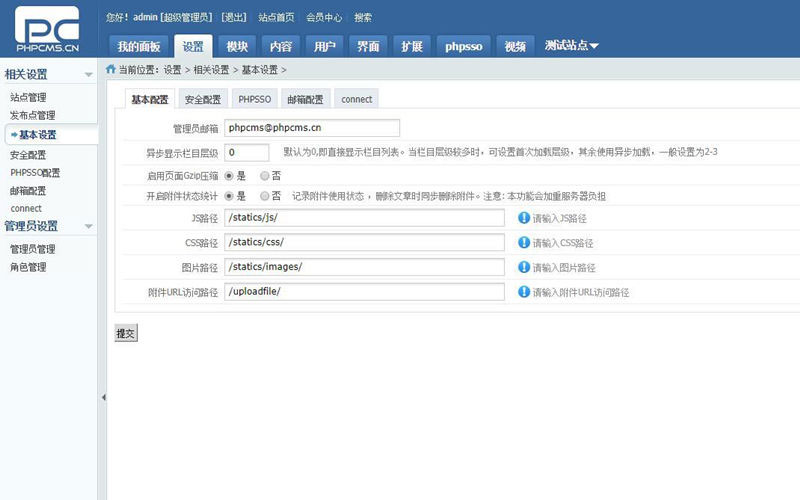 PC
PHPCMS.CN
您好！admin [超级管理员] [退出] 站点首页 会员中心 搜索
我的面板 设置 模块 内容 用户 界面 扩展 phpsso 视频 测试站点
相关设置
站点管理
发布点管理
基本设置
安全配置
PHPSSO配置
邮箱配置
connect
管理员设置
管理员管理
角色管理
当前位置：设置 > 相关设置 > 基本设置 >
基本配置 安全配置 PHPSSO 邮箱配置 connect
管理员邮箱 phpcms@phpcms.cn
异步显示栏目层级 0 默认为0,即直接显示栏目列表。当栏目层级较多时，可设置首次加载层级，其余使用异步加载，一般设置为2-3
启用页面Gzip压缩 是 否
开启附件状态统计 是 否 记录附件使用状态 ，删除文章时同步删除附件。注意: 本功能会加重服务器负担
JS路径 /statics/js/ 请输入JS路径
CSS路径 /statics/css/ 请输入CSS路径
图片路径 /statics/images/ 请输入图片路径
附件URL访问路径 /uploadfile/ 请输入附件URL访问路径
提交